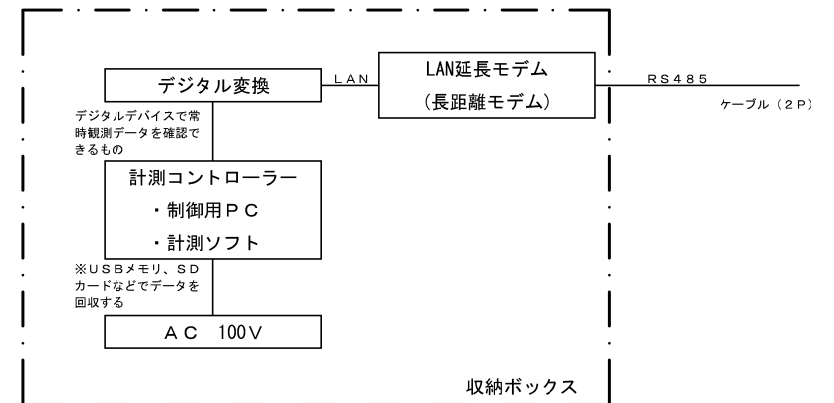 デジタル変換
LAN
LAN延長モデム
(長距離モデム)
RS485
ケーブル(2P)
デジタルデバイスで常
時観測データを確認で
きるもの
計測コントローラー
・制御用PC
・計測ソフト
※USBメモリ、SD
カードなどでデータを
回収する
AC 100V
収納ボックス